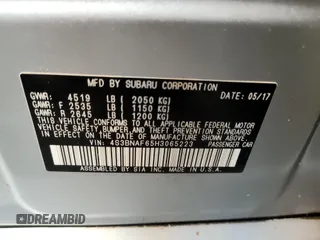 MFD BY SUBARU CORPORATION
GVWR: 4519 LB ( 2050 KG) DATE: 05/17
GAWR: F 2535 LB ( 1150 KG)
GAWR: R 2645 LB ( 1200 KG)
THIS VEHICLE CONFORMS TO ALL APPLICABLE FEDERAL MOTOR
VEHICLE SAFETY, BUMPER, AND THEFT PREVENTION STANDARDS
IN EFFECT ON THE DATE OF MANUFACTURE SHOWN ABOVE.
VIN: 4S3BNAF65H3065223 PASSENGER CAR
ASSEMBLED BY SIA INC. MADE IN U.S.A.